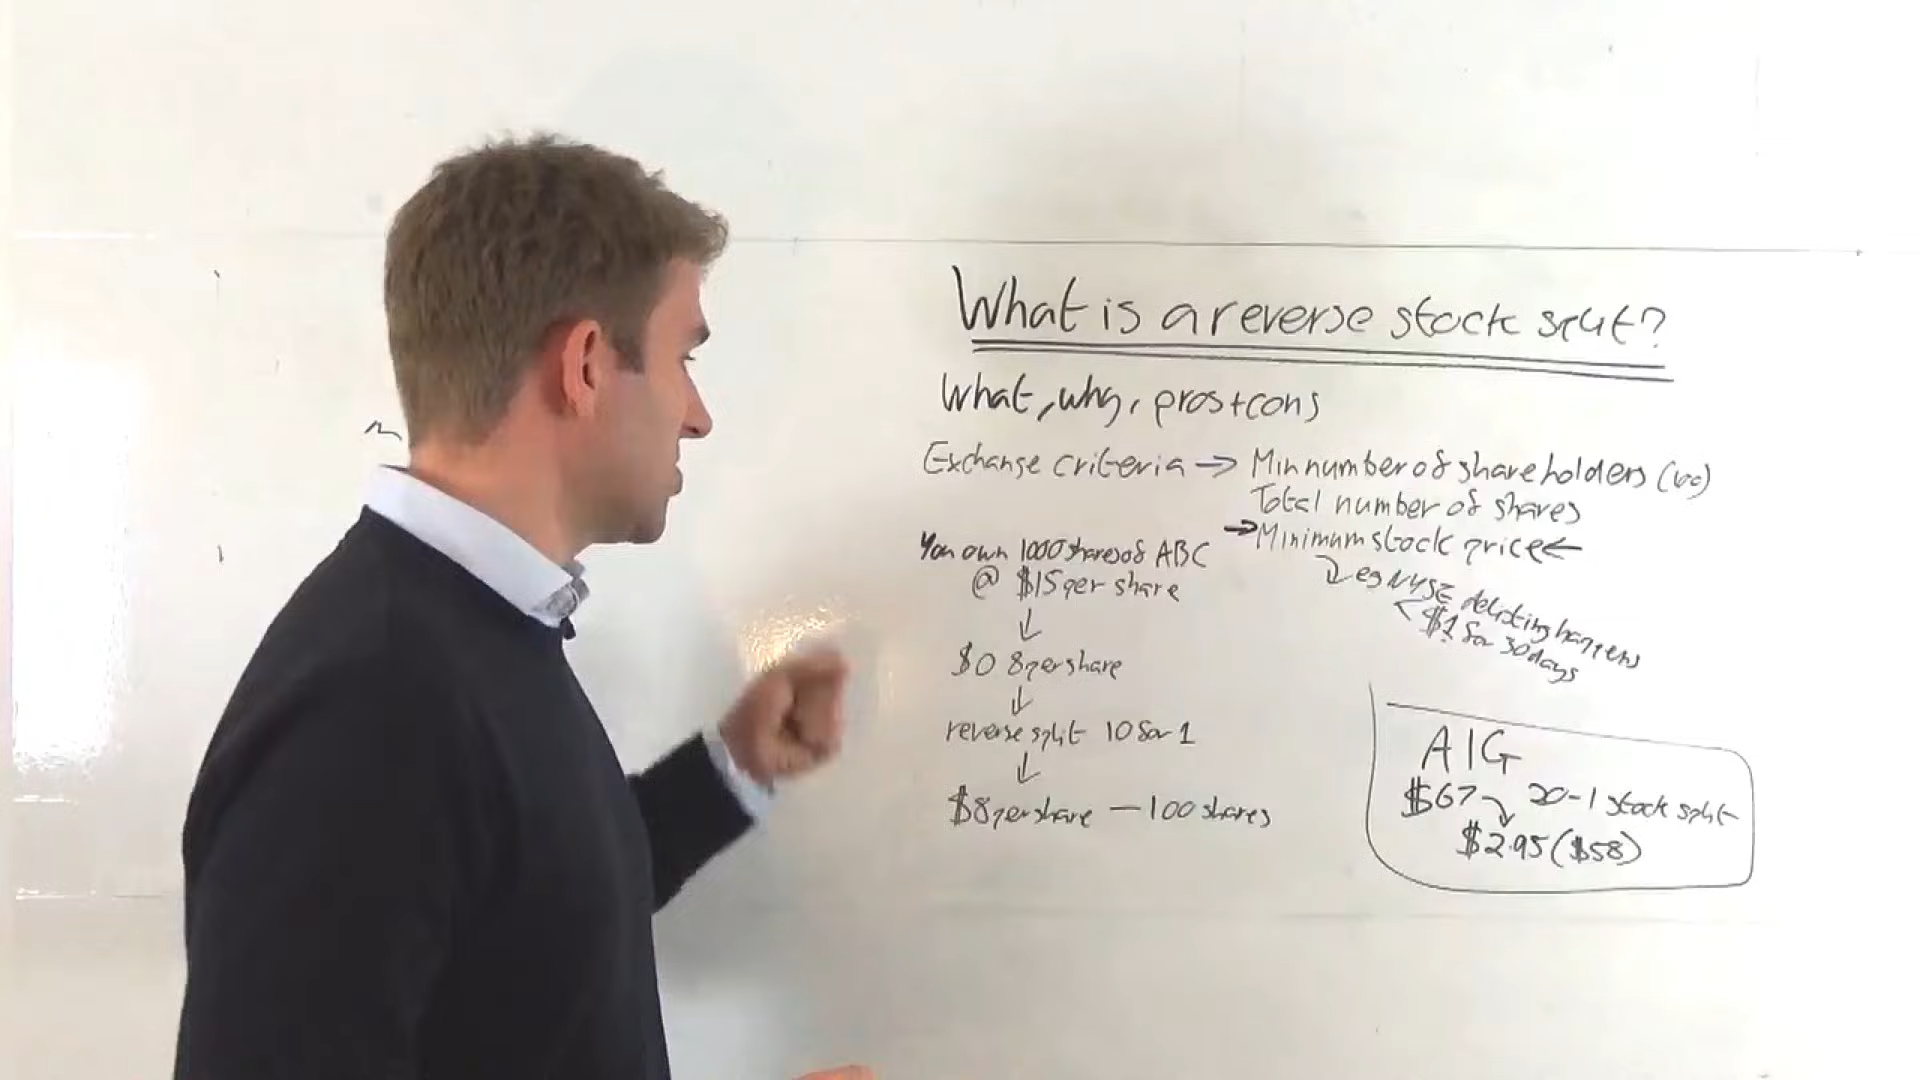 What is a reverse stock split?
What, why, pros + cons
Exchange criteria → Min number of shareholders
Total number of shares
→ Minimum stock price ←
eg NYSE delisting happens
< $1 for 30 days
You own 1000 shares of ABC
@ $15 per share
↓
$0 8 per share
↓
reverse split 10 for 1
↓
$8 per share — 100 shares
AIG
$67 → 20-1 stock split
$2.95 ($58)